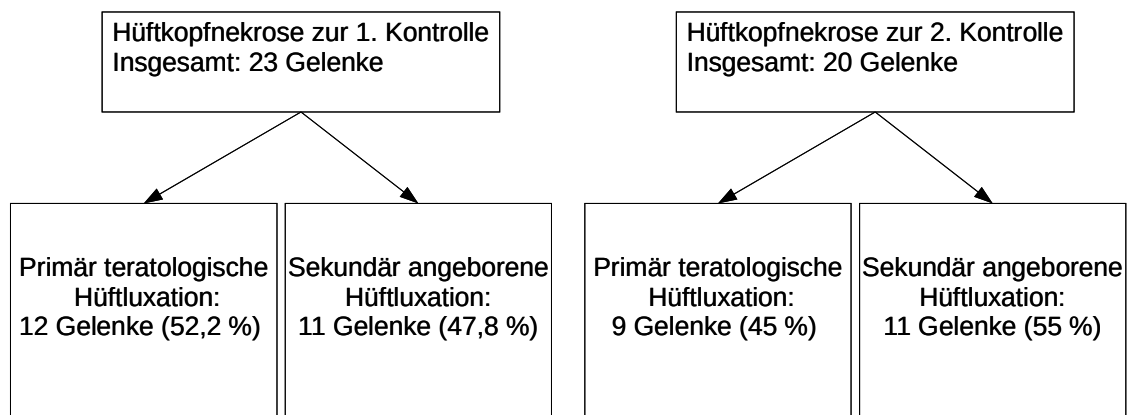 Hüftkopfnekrose zur 1. Kontrolle
Insgesamt: 23 Gelenke
Primär teratologische
Hüftluxation:
12 Gelenke (52,2 %)
Sekundär angeborene
Hüftluxation:
11 Gelenke (47,8 %)
Hüftkopfnekrose zur 2. Kontrolle
Insgesamt: 20 Gelenke
Primär teratologische
Hüftluxation:
9 Gelenke (45 %)
Sekundär angeborene
Hüftluxation:
11 Gelenke (55 %)